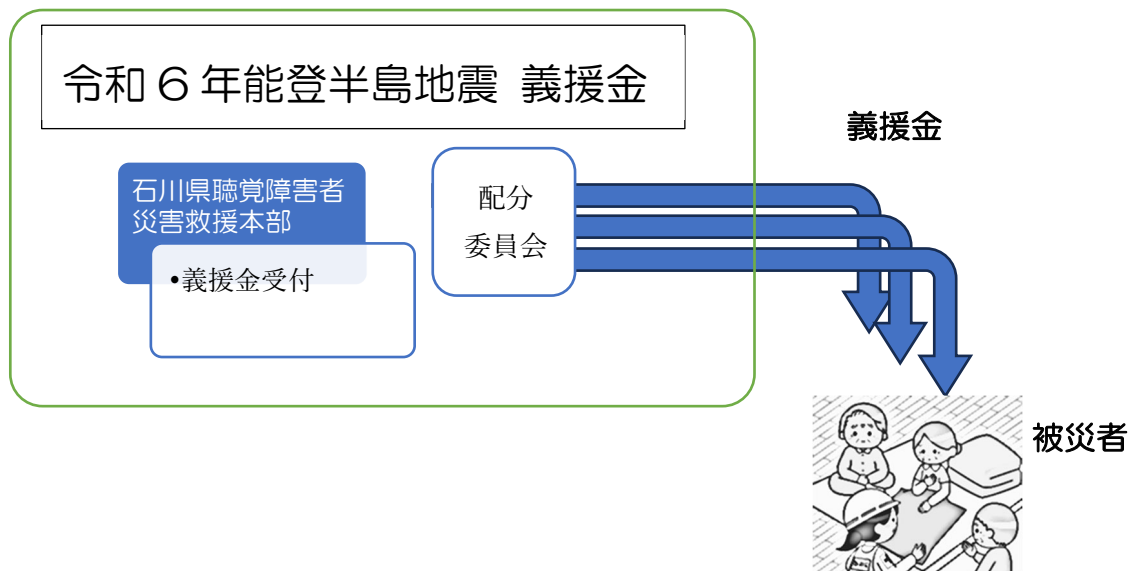 令和６年能登半島地震 義援金
義援金
石川県聴覚障害者
災害救援本部
•義援金受付
配分
委員会
被災者